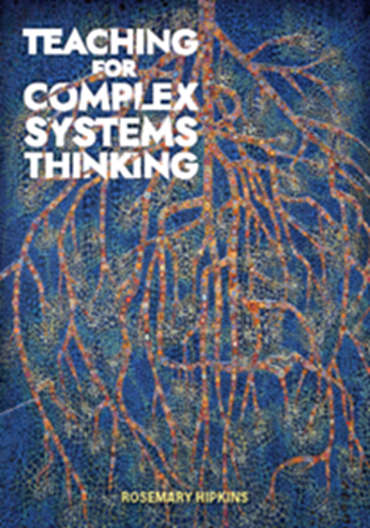 TEACHING
FOR
COMPLEX
SYSTEMS
THINKING
ROSEMARY HIPKINS